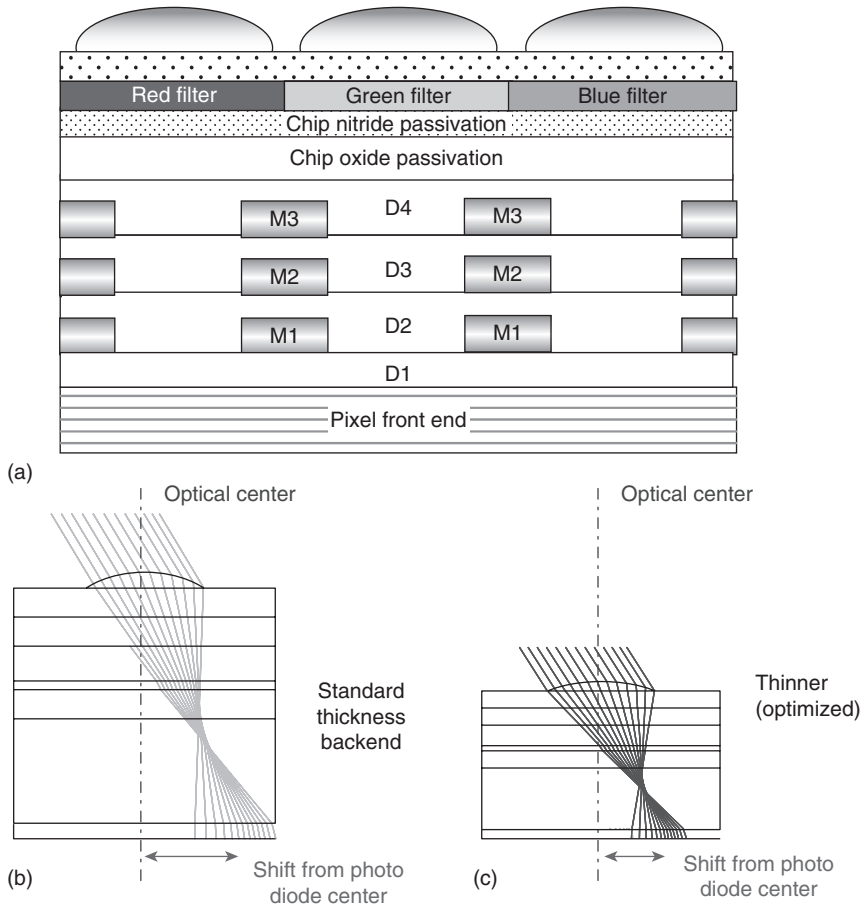 Red filter Green filter Blue filter
Chip nitride passivation
Chip oxide passivation
M3 D4 M3
M2 D3 M2
M1 D2 M1
D1
Pixel front end
(a)
Optical center
Standard
thickness
backend
Shift from photo
diode center
(b)
Optical center
Thinner
(optimized)
Shift from photo
diode center
(c)